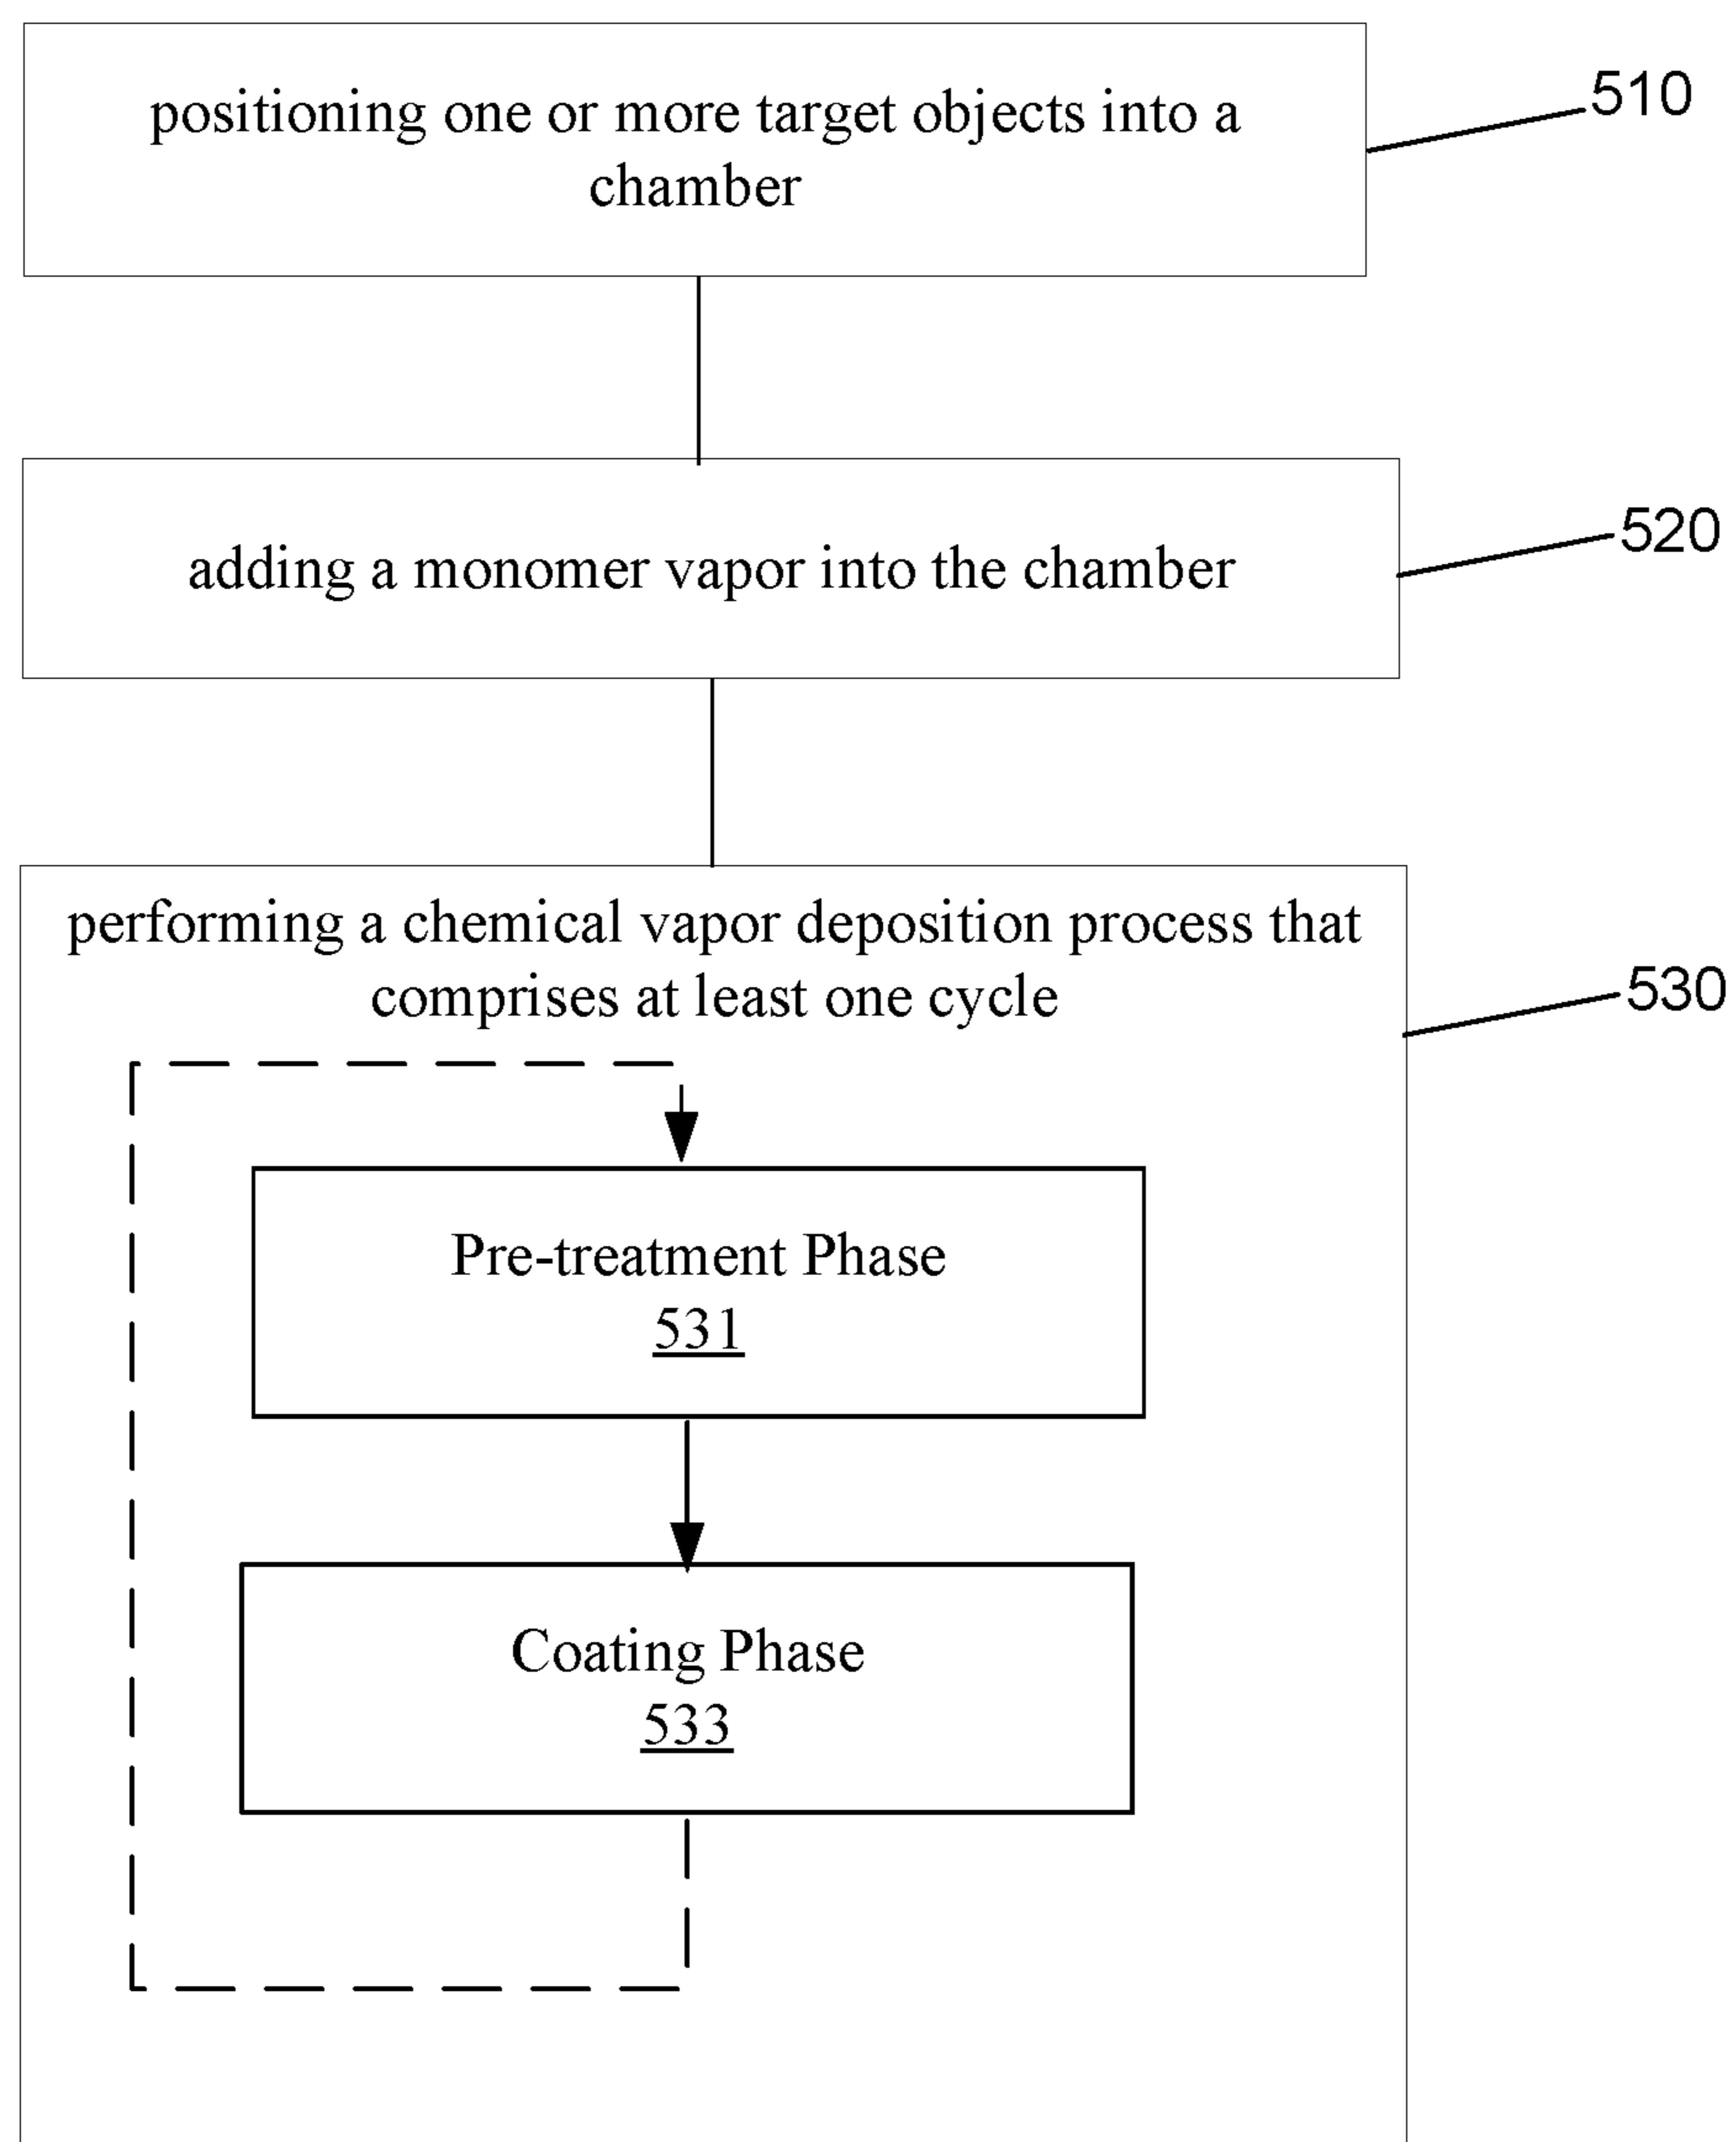 positioning one or more target objects into a
chamber
510
adding a monomer vapor into the chamber
520
performing a chemical vapor deposition process that
comprises at least one cycle
530
Pre-treatment Phase
531
Coating Phase
533